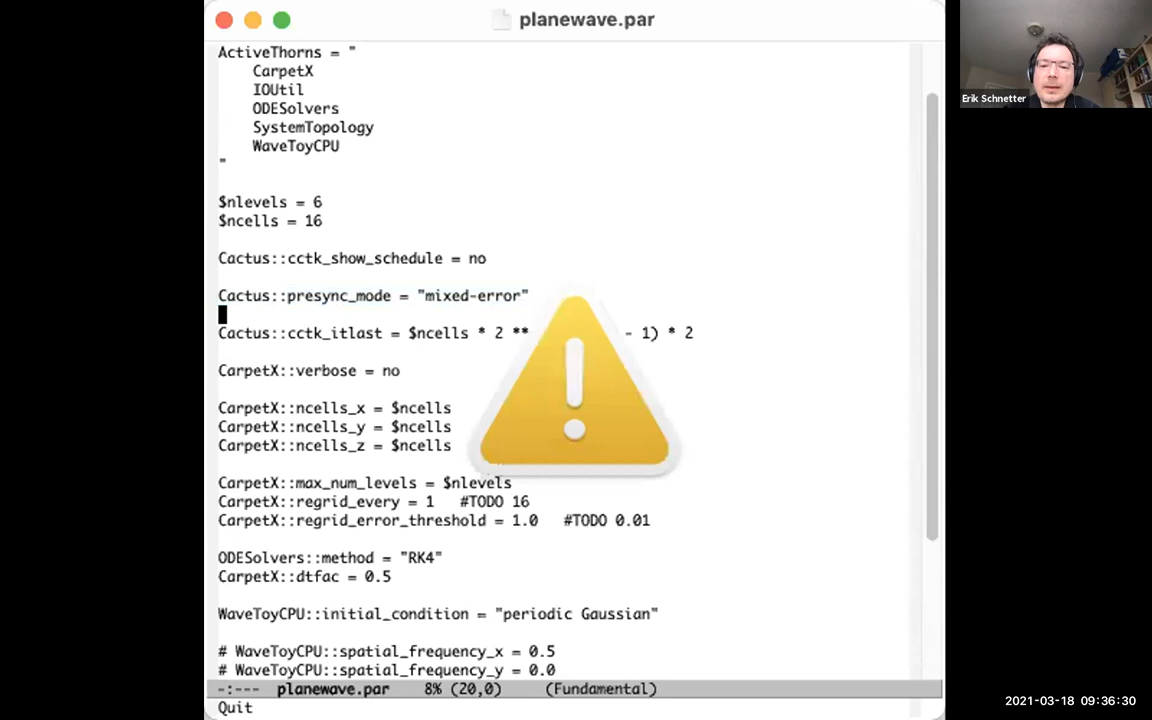 planewave.par
ActiveThorns = "
CarpetX
IOUtil
ODESolvers
SystemTopology
WaveToyCPU
"
$nlevels = 6
$ncells = 16
Cactus::cctk_show_schedule = no
Cactus::presync_mode = "mixed-error"
Cactus::cctk_itlast = $ncells * 2 ** - 1) * 2
CarpetX::verbose = no
CarpetX::ncells_x = $ncells
CarpetX::ncells_y = $ncells
CarpetX::ncells_z = $ncells
CarpetX::max_num_levels = $nlevels
CarpetX::regrid_every = 1 #TODO 16
CarpetX::regrid_error_threshold = 1.0 #TODO 0.01
ODESolvers::method = "RK4"
CarpetX::dtfac = 0.5
WaveToyCPU::initial_condition = "periodic Gaussian"
# WaveToyCPU::spatial_frequency_x = 0.5
# WaveToyCPU::spatial_frequency_y = 0.0
-:--- planewave.par 8% (20,0) (Fundamental)
Quit
Erik Schnetter
2021-03-18 09:36:30